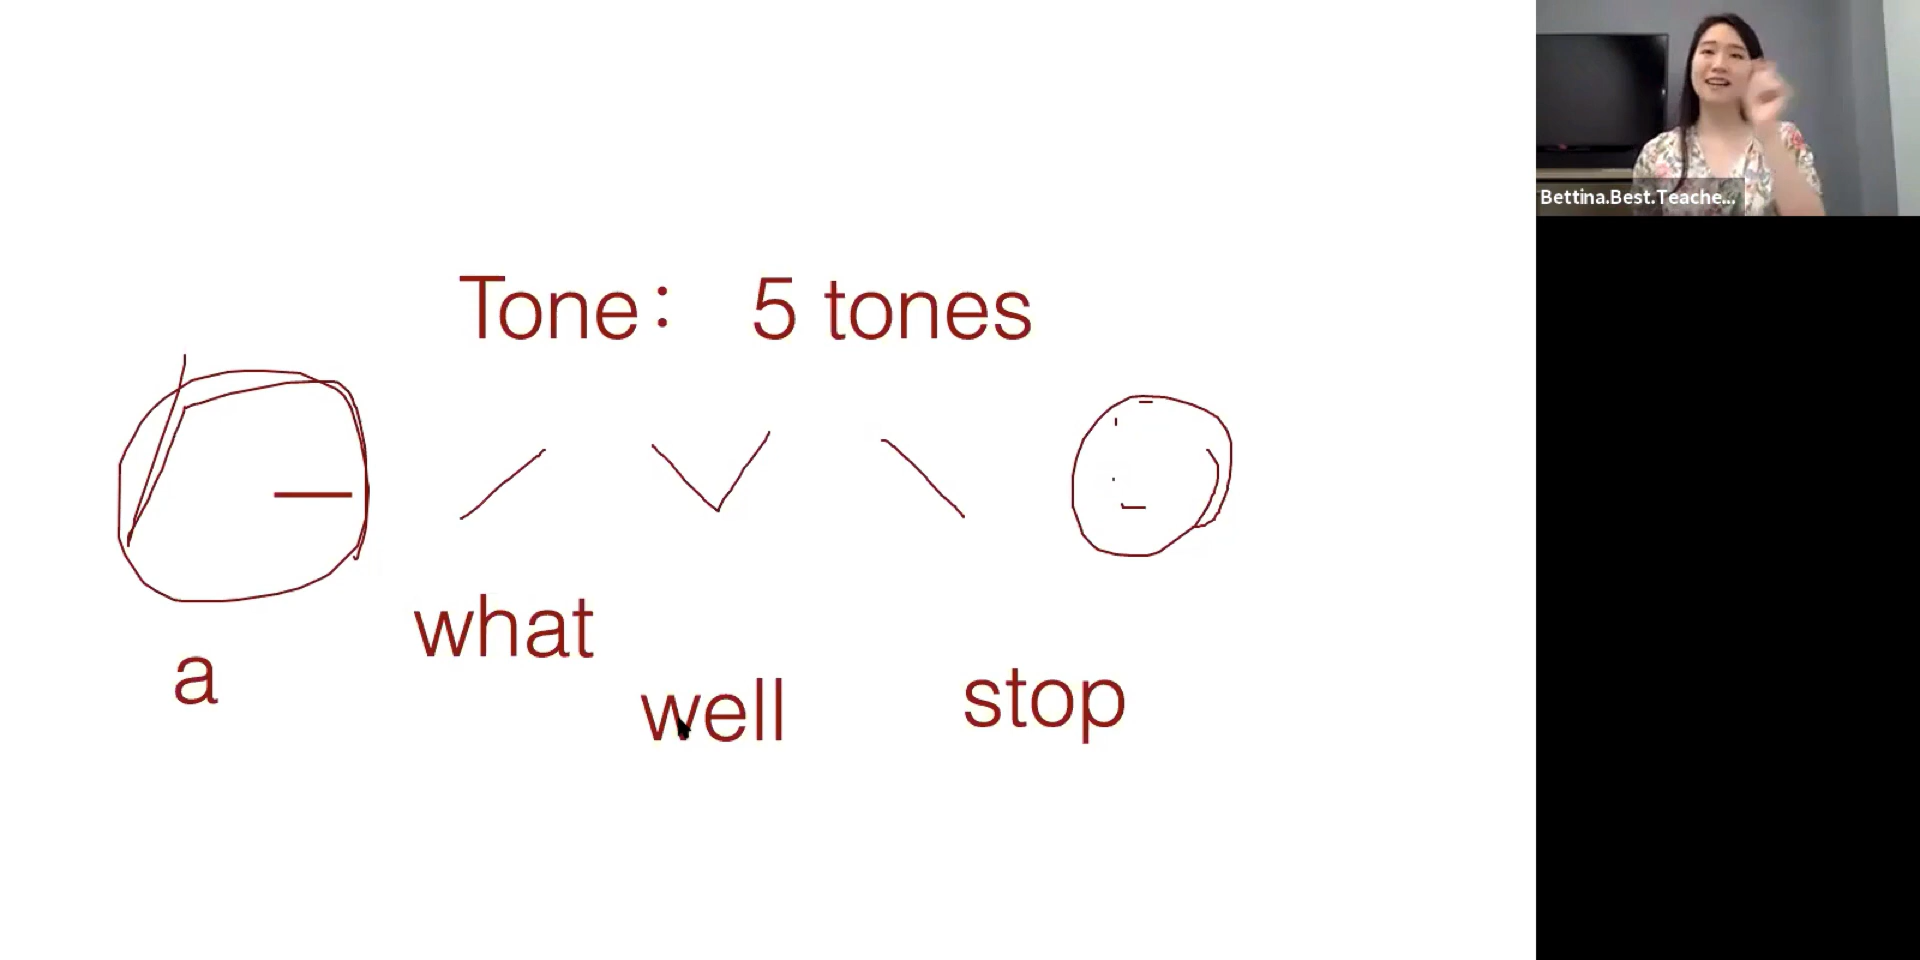 Tone： 5 tones
a
what
well
stop
Bettina.Best.Teache...